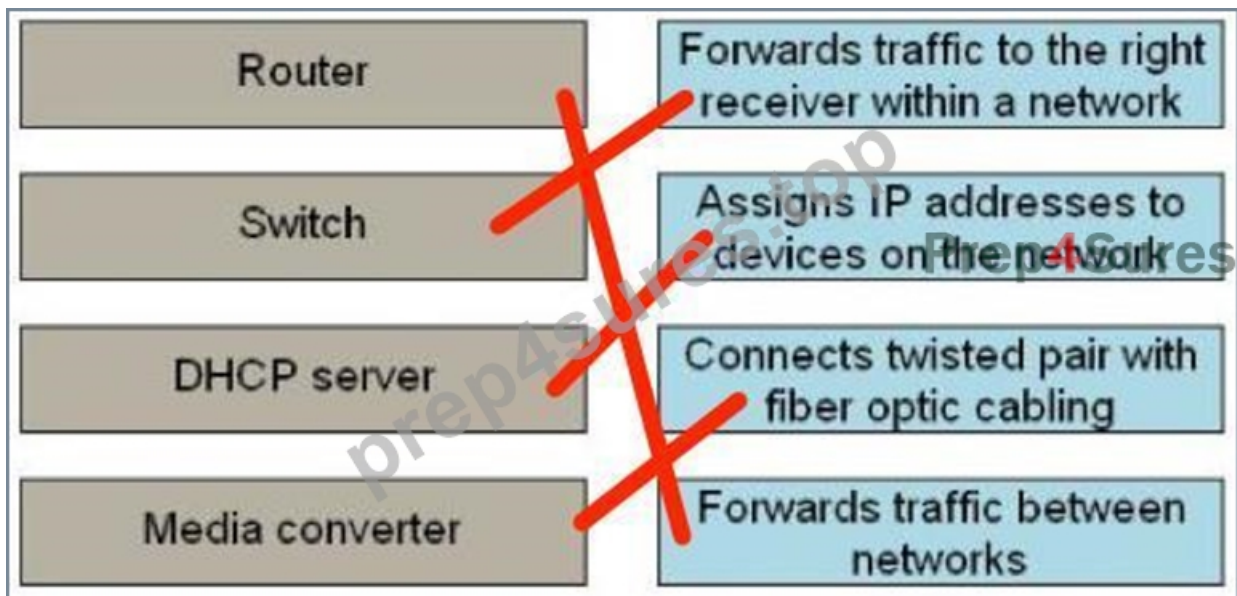 Router
Forwards traffic to the right
receiver within a network
Switch
Assigns IP addresses to
devices on the network
DHCP server
Connects twisted pair with
fiber optic cabling
Media converter
Forwards traffic between
networks
prep4sures.top
Prep4Sures